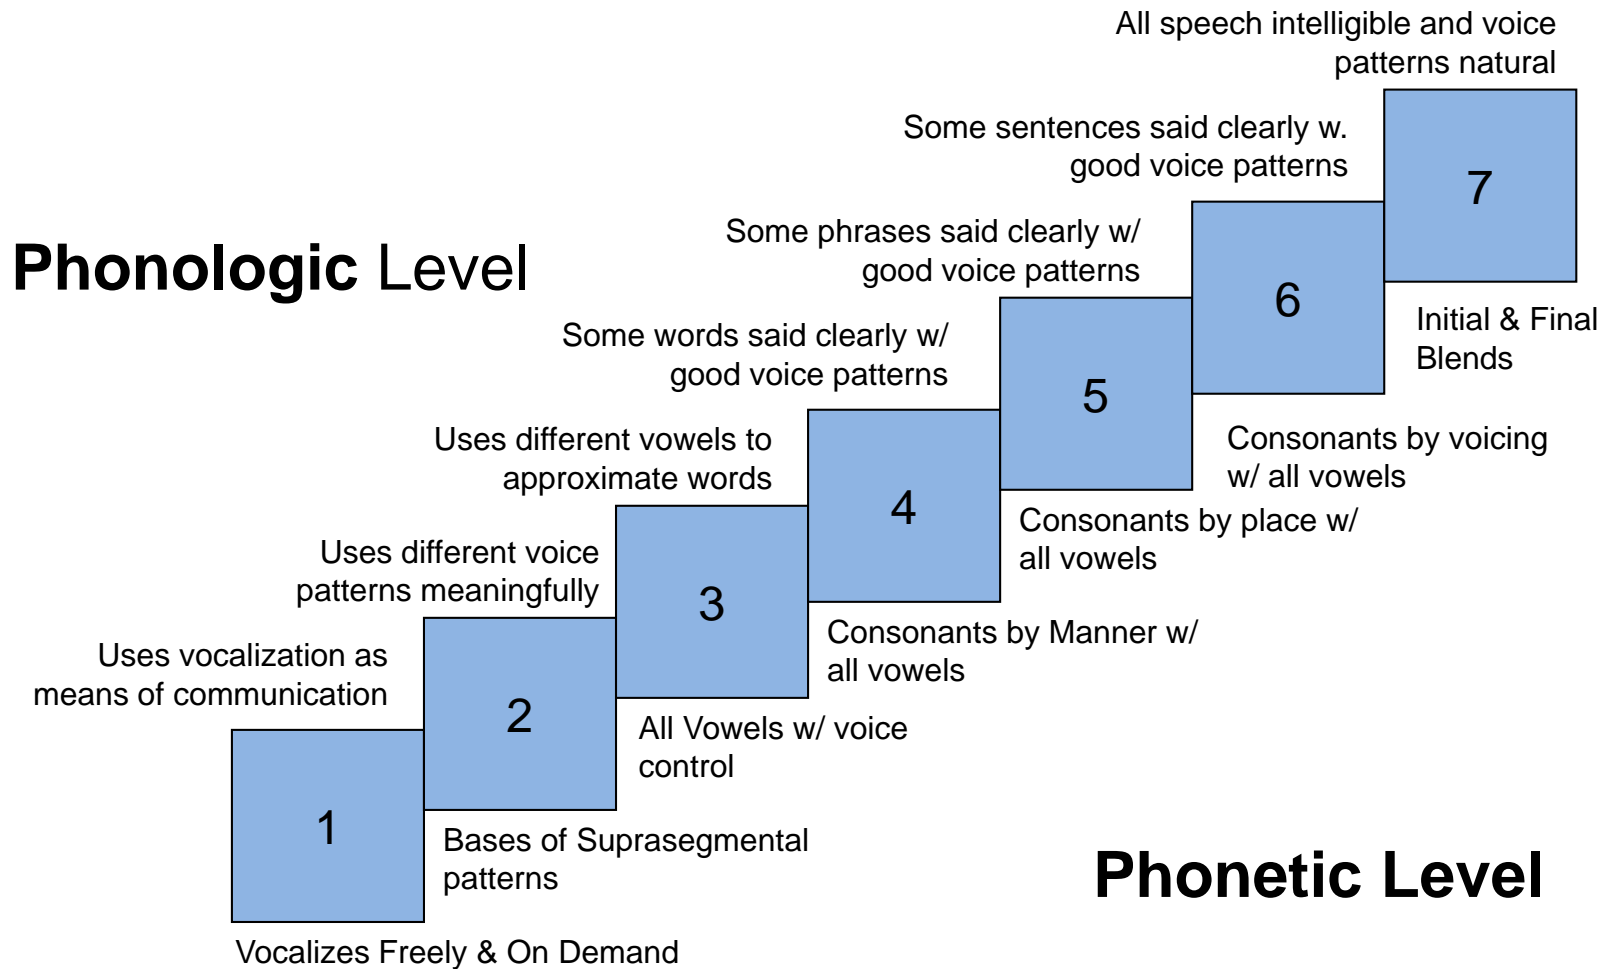 All speech intelligible and voice
patterns natural
Some sentences said clearly w.
good voice patterns
7
Phonologic Level
Some phrases said clearly w/
good voice patterns
6
Initial & Final
Blends
Some words said clearly w/
good voice patterns
5
Uses different vowels to
approximate words
Consonants by voicing
w/ all vowels
4
Consonants by place w/
all vowels
Uses different voice
patterns meaningfully
3
Consonants by Manner w/
all vowels
Uses vocalization as
means of communication
2
All Vowels w/ voice
control
1
Bases of Suprasegmental
patterns
Phonetic Level
Vocalizes Freely & On Demand